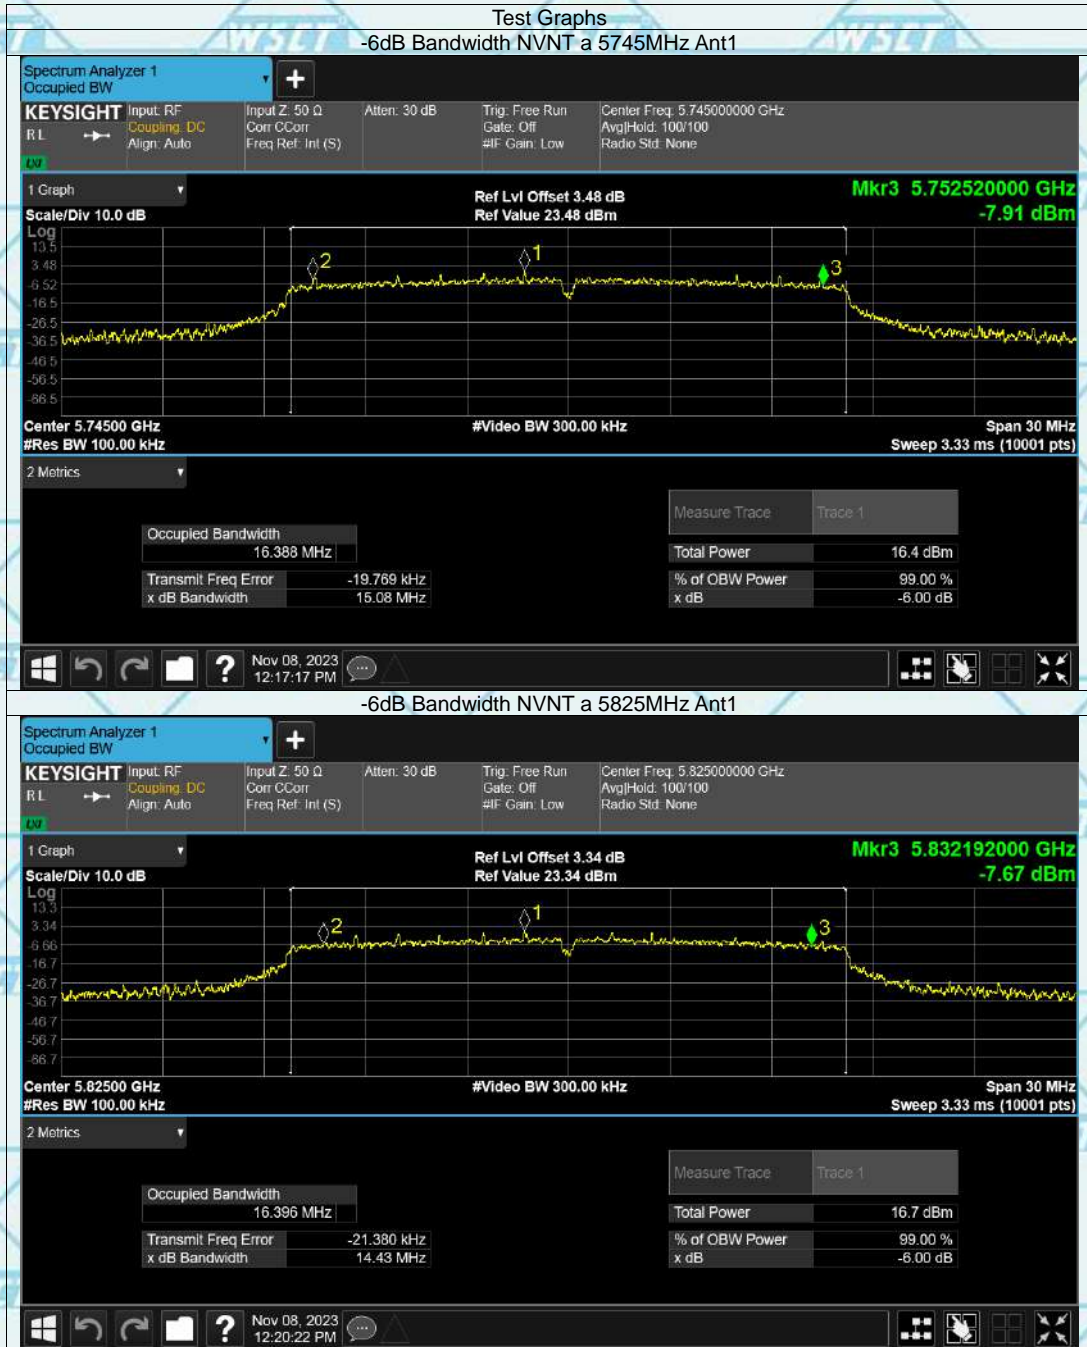 Test Graphs
-6dB Bandwidth NVNT a 5745MHz Ant1
Spectrum Analyzer 1
Occupied BW
KEYSIGHT Input: RF Input Z: 50 Ω Atten: 30 dB Trig: Free Run Center Freq: 5.745000000 GHz
RL Coupling: DC Corr CCorr Gate: Off Avg|Hold: 100/100
Align: Auto Freq Ref: Int (S) #IF Gain: Low Radio Std: None
LXI
1 Graph Ref Lvl Offset 3.48 dB Mkr3 5.752520000 GHz
Scale/Div 10.0 dB Ref Value 23.48 dBm -7.91 dBm
Log
13.5
3.48
-6.52
-16.5
-26.5
-36.5
-46.5
-56.5
-66.5
2
1
3
Center 5.74500 GHz #Video BW 300.00 kHz Span 30 MHz
#Res BW 100.00 kHz Sweep 3.33 ms (10001 pts)
2 Metrics
Measure Trace Trace 1
Occupied Bandwidth
16.388 MHz Total Power 16.4 dBm
Transmit Freq Error -19.769 kHz % of OBW Power 99.00 %
x dB Bandwidth 15.08 MHz x dB -6.00 dB
? Nov 08, 2023
12:17:17 PM
-6dB Bandwidth NVNT a 5825MHz Ant1
Spectrum Analyzer 1
Occupied BW
KEYSIGHT Input: RF Input Z: 50 Ω Atten: 30 dB Trig: Free Run Center Freq: 5.825000000 GHz
RL Coupling: DC Corr CCorr Gate: Off Avg|Hold: 100/100
Align: Auto Freq Ref: Int (S) #IF Gain: Low Radio Std: None
LXI
1 Graph Ref Lvl Offset 3.34 dB Mkr3 5.832192000 GHz
Scale/Div 10.0 dB Ref Value 23.34 dBm -7.67 dBm
Log
13.3
3.34
-6.66
-16.7
-26.7
-36.7
-46.7
-56.7
-66.7
2
1
3
Center 5.82500 GHz #Video BW 300.00 kHz Span 30 MHz
#Res BW 100.00 kHz Sweep 3.33 ms (10001 pts)
2 Metrics
Measure Trace Trace 1
Occupied Bandwidth
16.396 MHz Total Power 16.7 dBm
Transmit Freq Error -21.380 kHz % of OBW Power 99.00 %
x dB Bandwidth 14.43 MHz x dB -6.00 dB
? Nov 08, 2023
12:20:22 PM